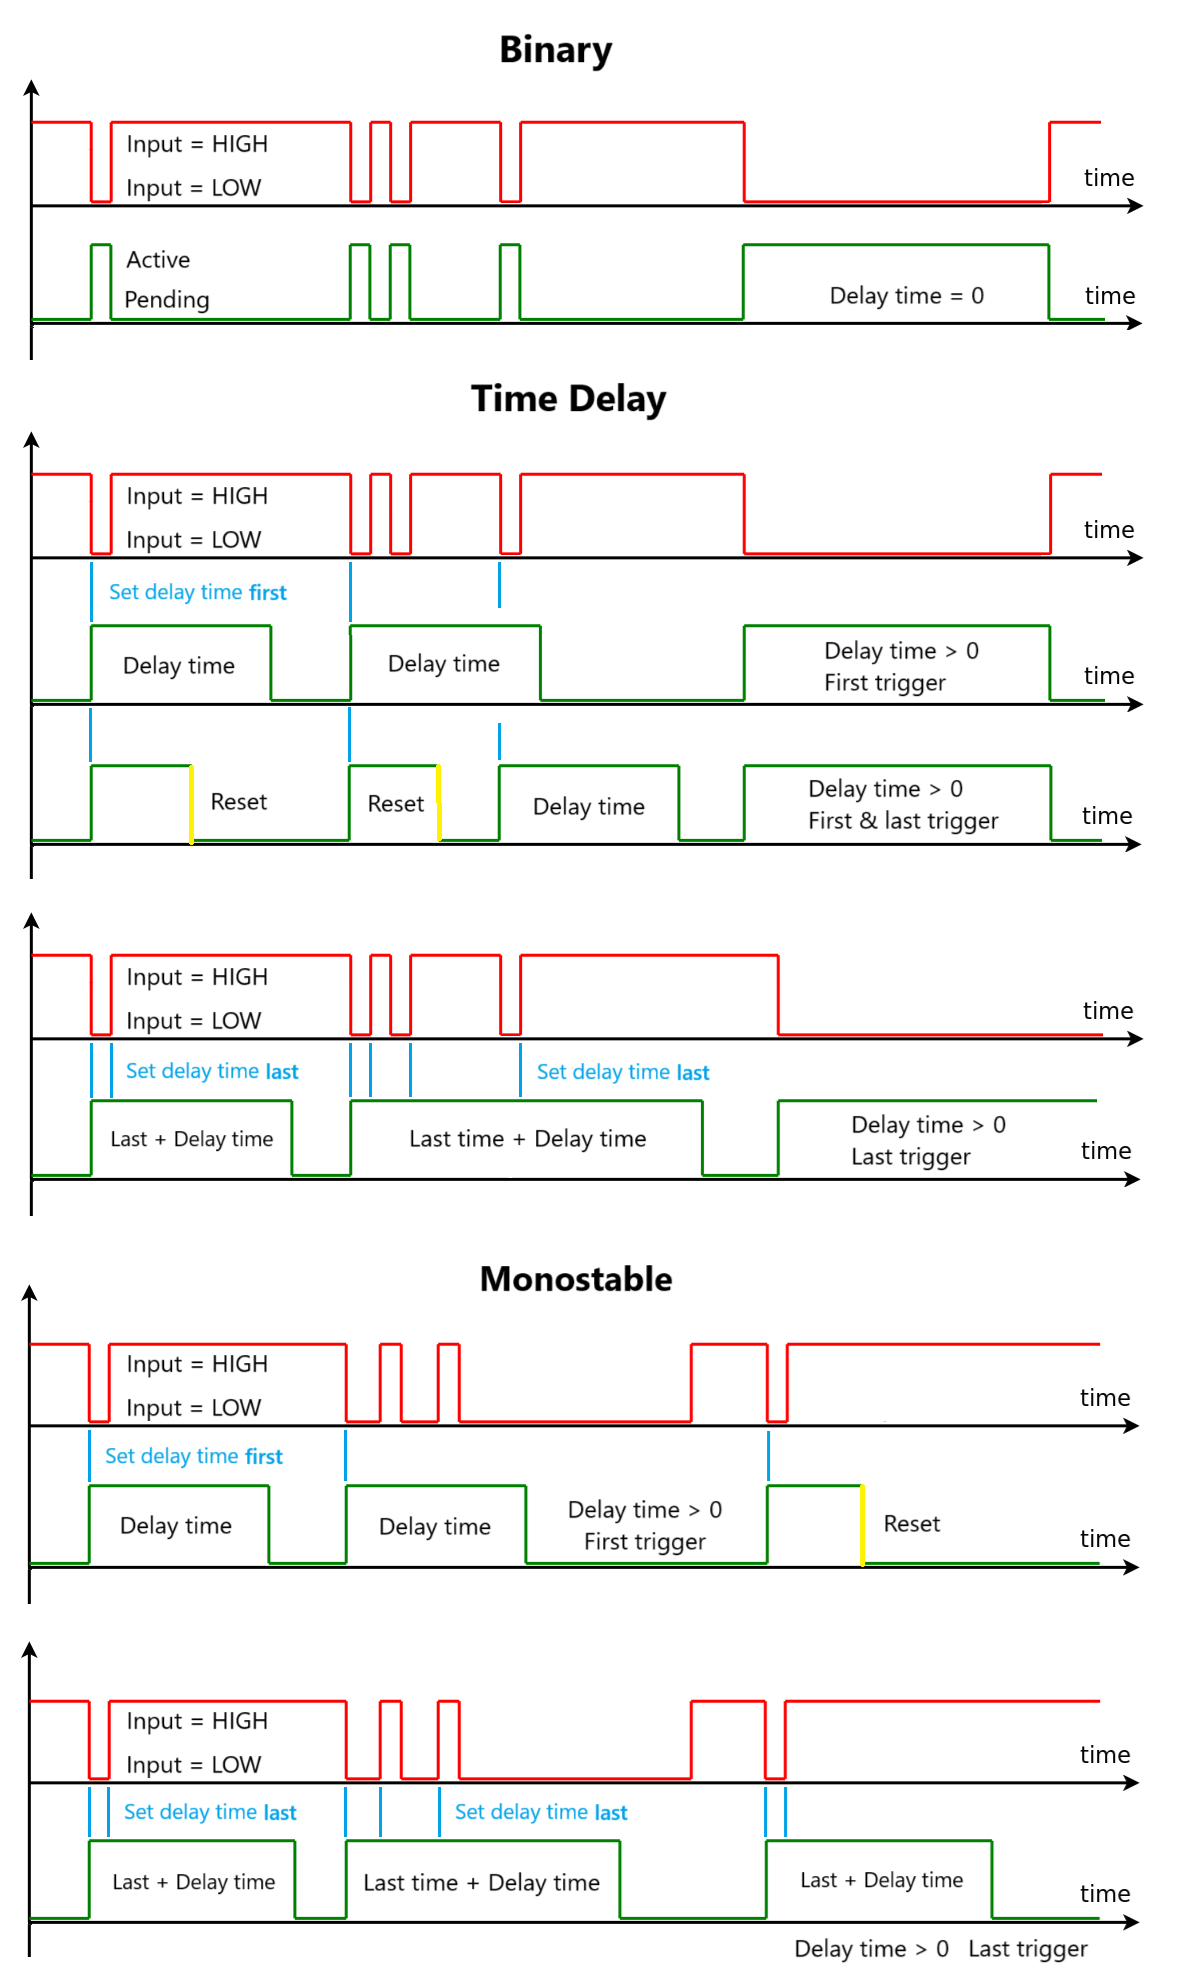 Binary
Input = HIGH
Input = LOW
time
Active
Pending
Delay time = 0
time
Time Delay
Input = HIGH
Input = LOW
time
Set delay time first
Delay time
Delay time
Delay time > 0
First trigger
time
Reset
Reset
Delay time
Delay time > 0
First & last trigger
time
Input = HIGH
Input = LOW
time
Set delay time last
Set delay time last
Last + Delay time
Last time + Delay time
Delay time > 0
Last trigger
time
Monostable
Input = HIGH
Input = LOW
time
Set delay time first
Delay time
Delay time
Delay time > 0
First trigger
Reset
time
Input = HIGH
Input = LOW
time
Set delay time last
Set delay time last
Last + Delay time
Last time + Delay time
Last + Delay time
time
Delay time > 0 Last trigger